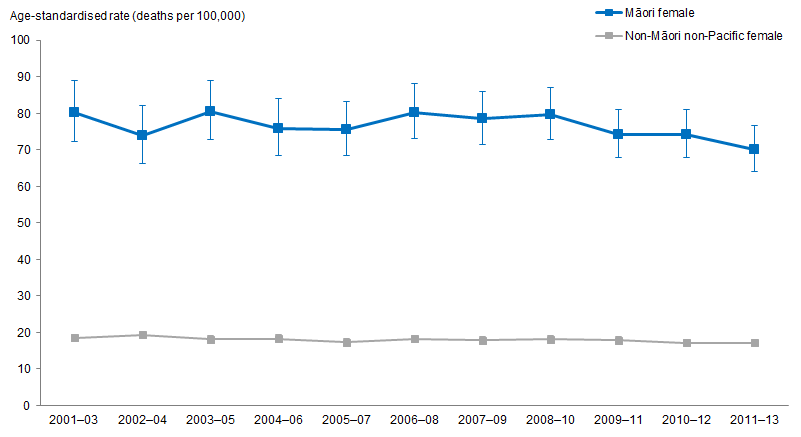 Age-standardised rate (deaths per 100,000)
Māori female
Non-Māori non-Pacific female
100
90
80
70
60
50
40
30
20
10
0
2001–03 2002–04 2003–05 2004–06 2005–07 2006–08 2007–09 2008–10 2009–11 2010–12 2011–13